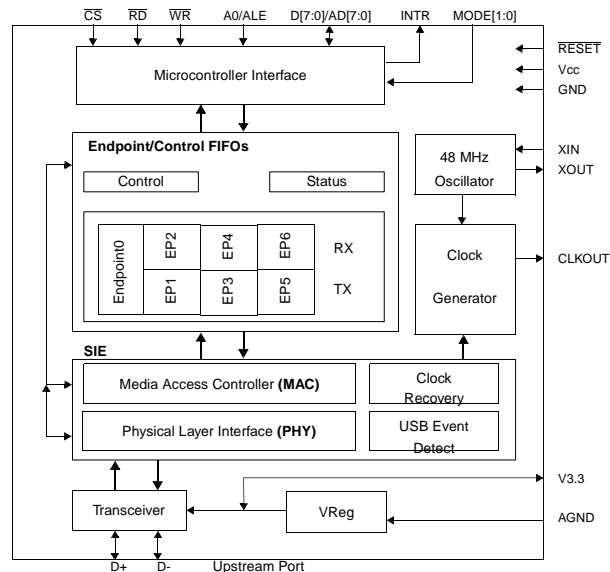 CS RD WR A0/ALE D[7:0]/AD[7:0] INTR MODE[1:0]
Microcontroller Interface
RESET
Vcc
GND
Endpoint/Control FIFOs
Control Status
Endpoint0
EP2 EP4 EP6 RX
EP1 EP3 EP5 TX
48 MHz
Oscillator
XIN
XOUT
Clock
Generator
CLKOUT
SIE
Media Access Controller (MAC)
Clock
Recovery
Physical Layer Interface (PHY)
USB Event
Detect
Transceiver
VReg
V3.3
AGND
D+ D- Upstream Port